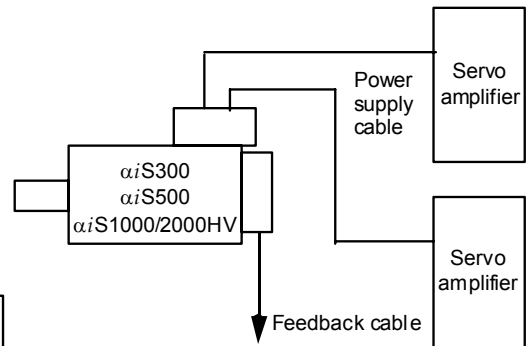 Power
supply
cable
Servo
amplifier
αiS300
αiS500
αiS1000/2000HV
Servo
amplifier
Feedback cable